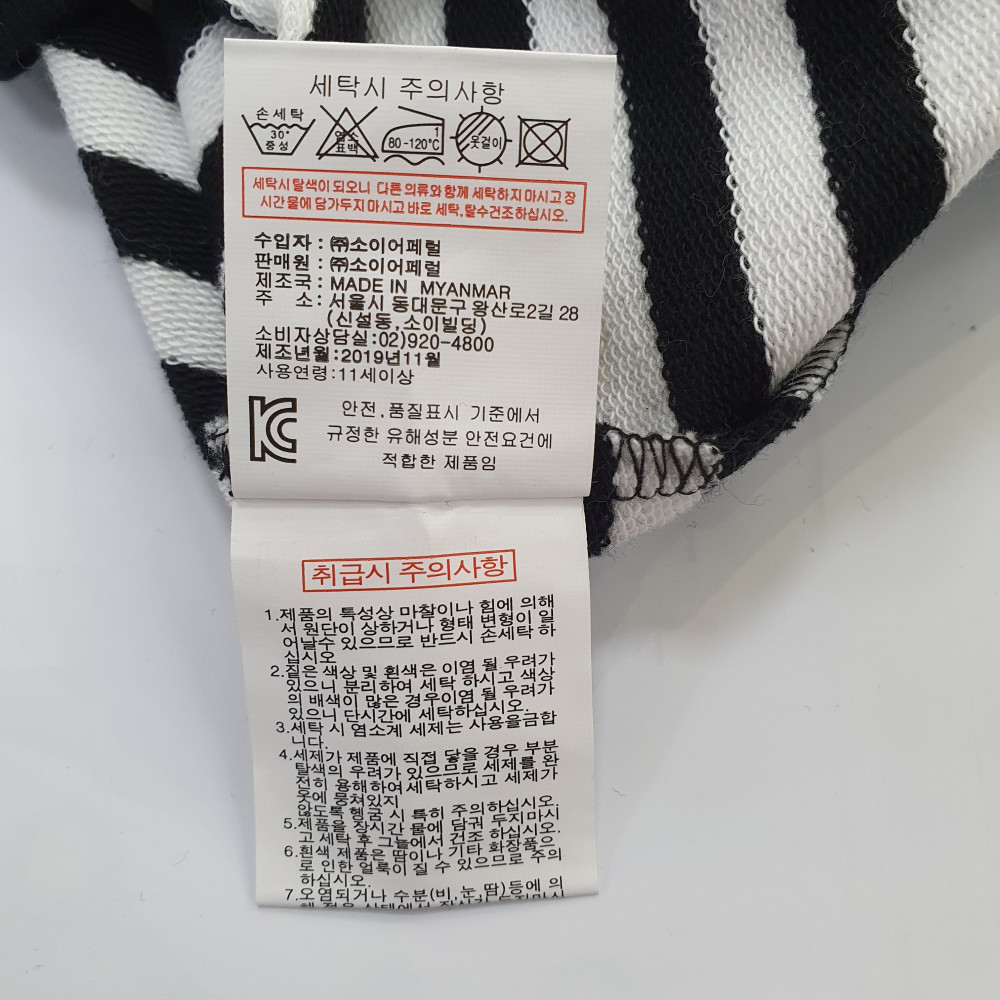 세탁시 주의사항
손세탁
30°
중성
염소
표백
1
80-120℃
옷걸이
세탁시 탈색이 되오니 다른 의류와 함께 세탁하지 마시고 장
시간 물에 담가두지 마시고 바로 세탁,탈수건조하십시오.
수입자 : ㈜소이어페럴
판매원 : ㈜소이어페럴
제조국 : MADE IN MYANMAR
주 소 : 서울시 동대문구 왕산로2길 28
(신설동,소이빌딩)
소비자상담실:02)920-4800
제조년월:2019년11월
사용연령:11세이상
안전,품질표시 기준에서
규정한 유해성분 안전요건에
적합한 제품임
취급시 주의사항
1.제품의 특성상 마찰이나 힘에 의해
서 원단이 상하거나 형태 변형이 일
어날수 있으므로 반드시 손세탁 하
십시오
2.짙은 색상 및 흰색은 이염 될 우려가
있으니 분리하여 세탁 하시고 색상
의 배색이 많은 경우이염 될 우려가
있으니 단시간에 세탁하십시오.
3.세탁 시 염소계 세제는 사용을금합
니다.
4.세제가 제품에 직접 닿을 경우 부분
탈색의 우려가 있으므로 세제를 완
전히 용해하여세탁하시고 세제가
옷에 뭉쳐있지
않도록 헹굼 시 특히 주의하십시오.
5.제품을 장시간 물에 담궈 두지마시
고 세탁 후 그늘에서 건조 하십시오.
6.흰색 제품은 땀이나 기타 화장품으
로 인한 얼룩이 질 수 있으므로 주의
하십시오.
7.오염되거나 수분(비,눈 땀)등에 의